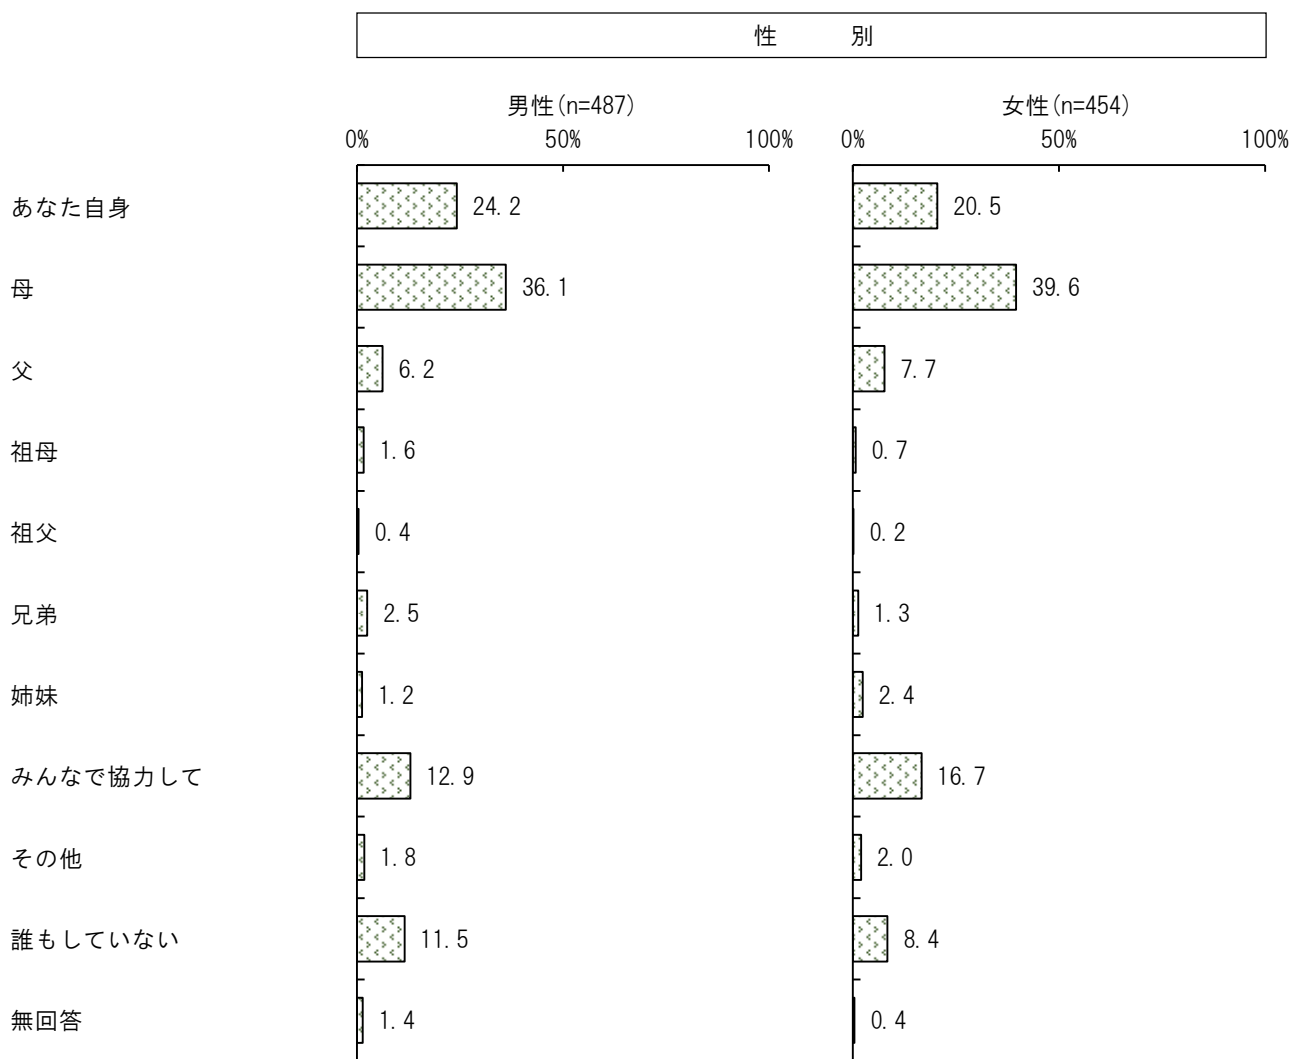 性　別
男性(n=487) 女性(n=454)
0% 50% 100% 0% 50% 100%
あなた自身 24.2 20.5
母 36.1 39.6
父 6.2 7.7
祖母 1.6 0.7
祖父 0.4 0.2
兄弟 2.5 1.3
姉妹 1.2 2.4
みんなで協力して 12.9 16.7
その他 1.8 2.0
誰もしていない 11.5 8.4
無回答 1.4 0.4